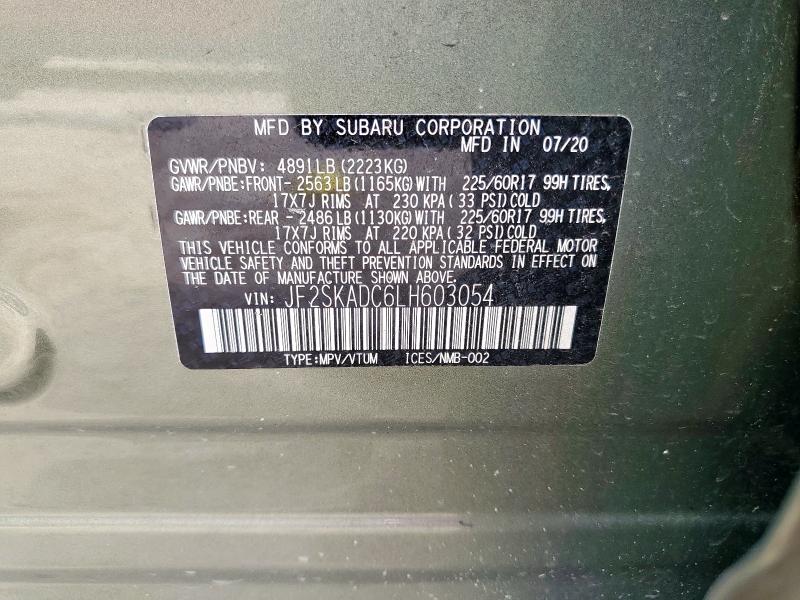 MFD BY SUBARU CORPORATION
MFD IN 07/20
GVWR/PNBV: 4891LB(2223KG)
GAWR/PNBE:FRONT- 2563LB(1165KG)WITH 225/60R17 99H TIRES,
17X7J RIMS AT 230 KPA( 33 PSI)COLD
GAWR/PNBE:REAR - 2486LB(1130KG)WITH 225/60R17 99H TIRES,
17X7J RIMS AT 220 KPA( 32 PSI)COLD
THIS VEHICLE CONFORMS TO ALL APPLICABLE FEDERAL MOTOR
VEHICLE SAFETY AND THEFT PREVENTION STANDARDS IN EFFECT ON
THE DATE OF MANUFACTURE SHOWN ABOVE.
VIN: JF2SKADC6LH603054
TYPE:MPV/VTUM ICES/NMB-002